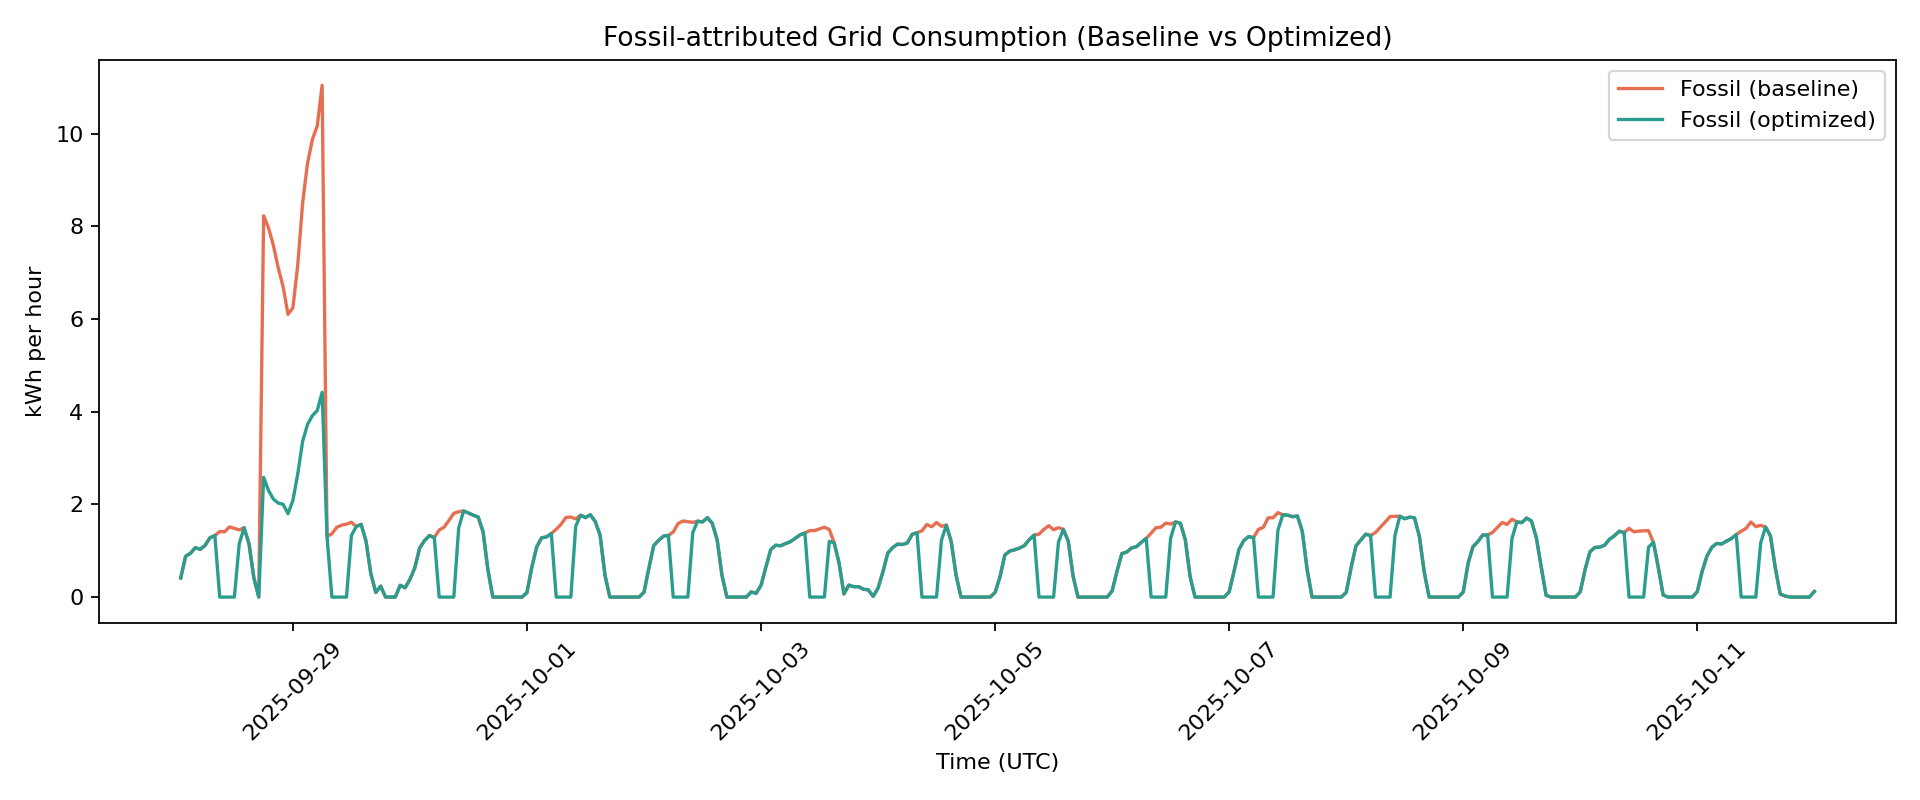 Fossil-attributed Grid Consumption (Baseline vs Optimized)
Fossil (baseline)
Fossil (optimized)
kWh per hour
10
8
6
4
2
0
2025-09-29
2025-10-01
2025-10-03
2025-10-05
2025-10-07
2025-10-09
2025-10-11
Time (UTC)